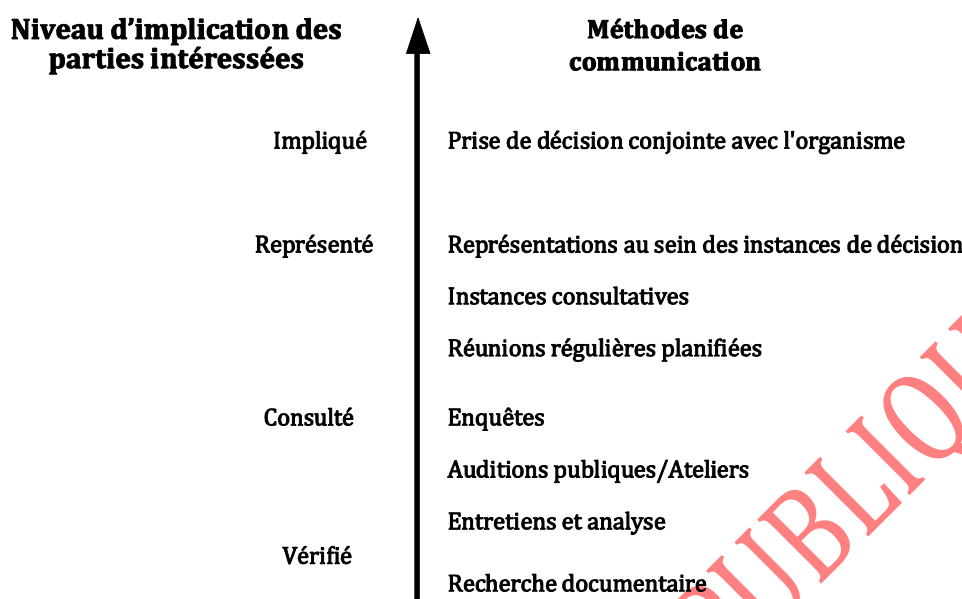 Niveau d'implication des
parties intéressées
Méthodes de
communication
Impliqué
Prise de décision conjointe avec l'organisme
Représenté
Représentations au sein des instances de décision
Instances consultatives
Réunions régulières planifiées
Consulté
Enquêtes
Auditions publiques/Ateliers
Entretiens et analyse
Vérifié
Recherche documentaire